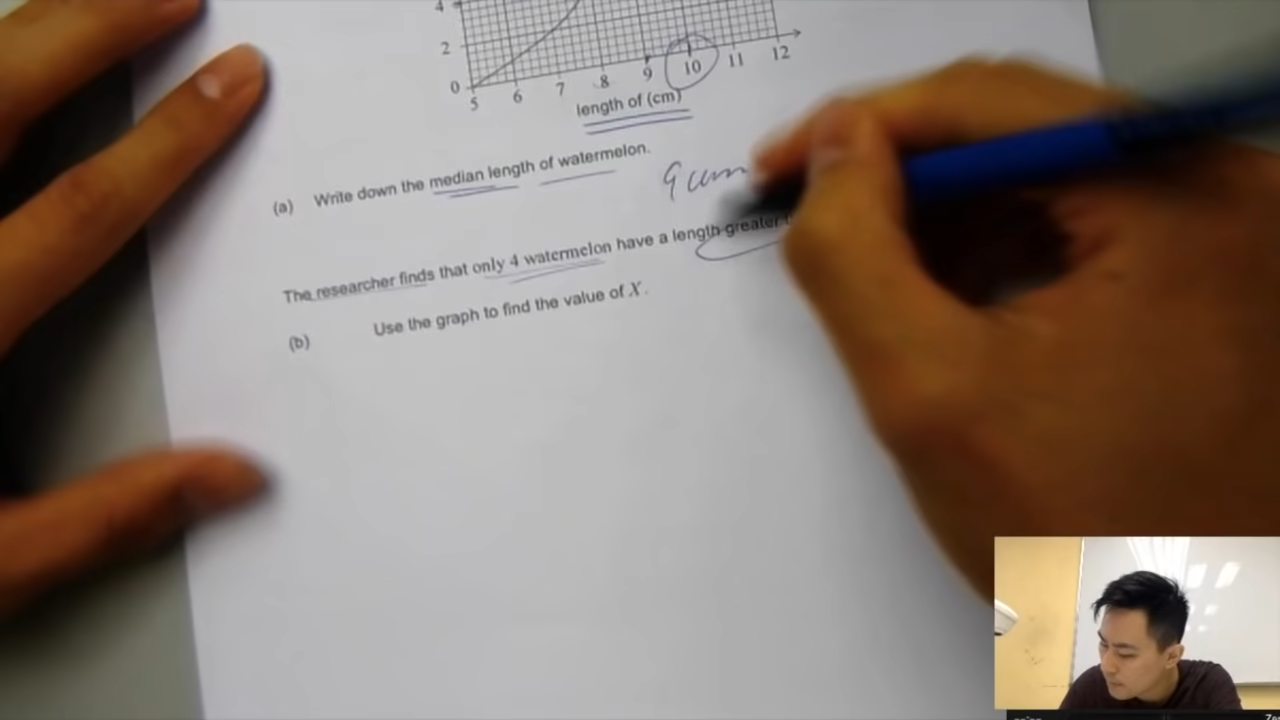 4
2
0
5 6 7 8 9 10 11 12
length of (cm)
(a) Write down the median length of watermelon.
9 cm
The researcher finds that only 4 watermelon have a length greater
(b) Use the graph to find the value of X.